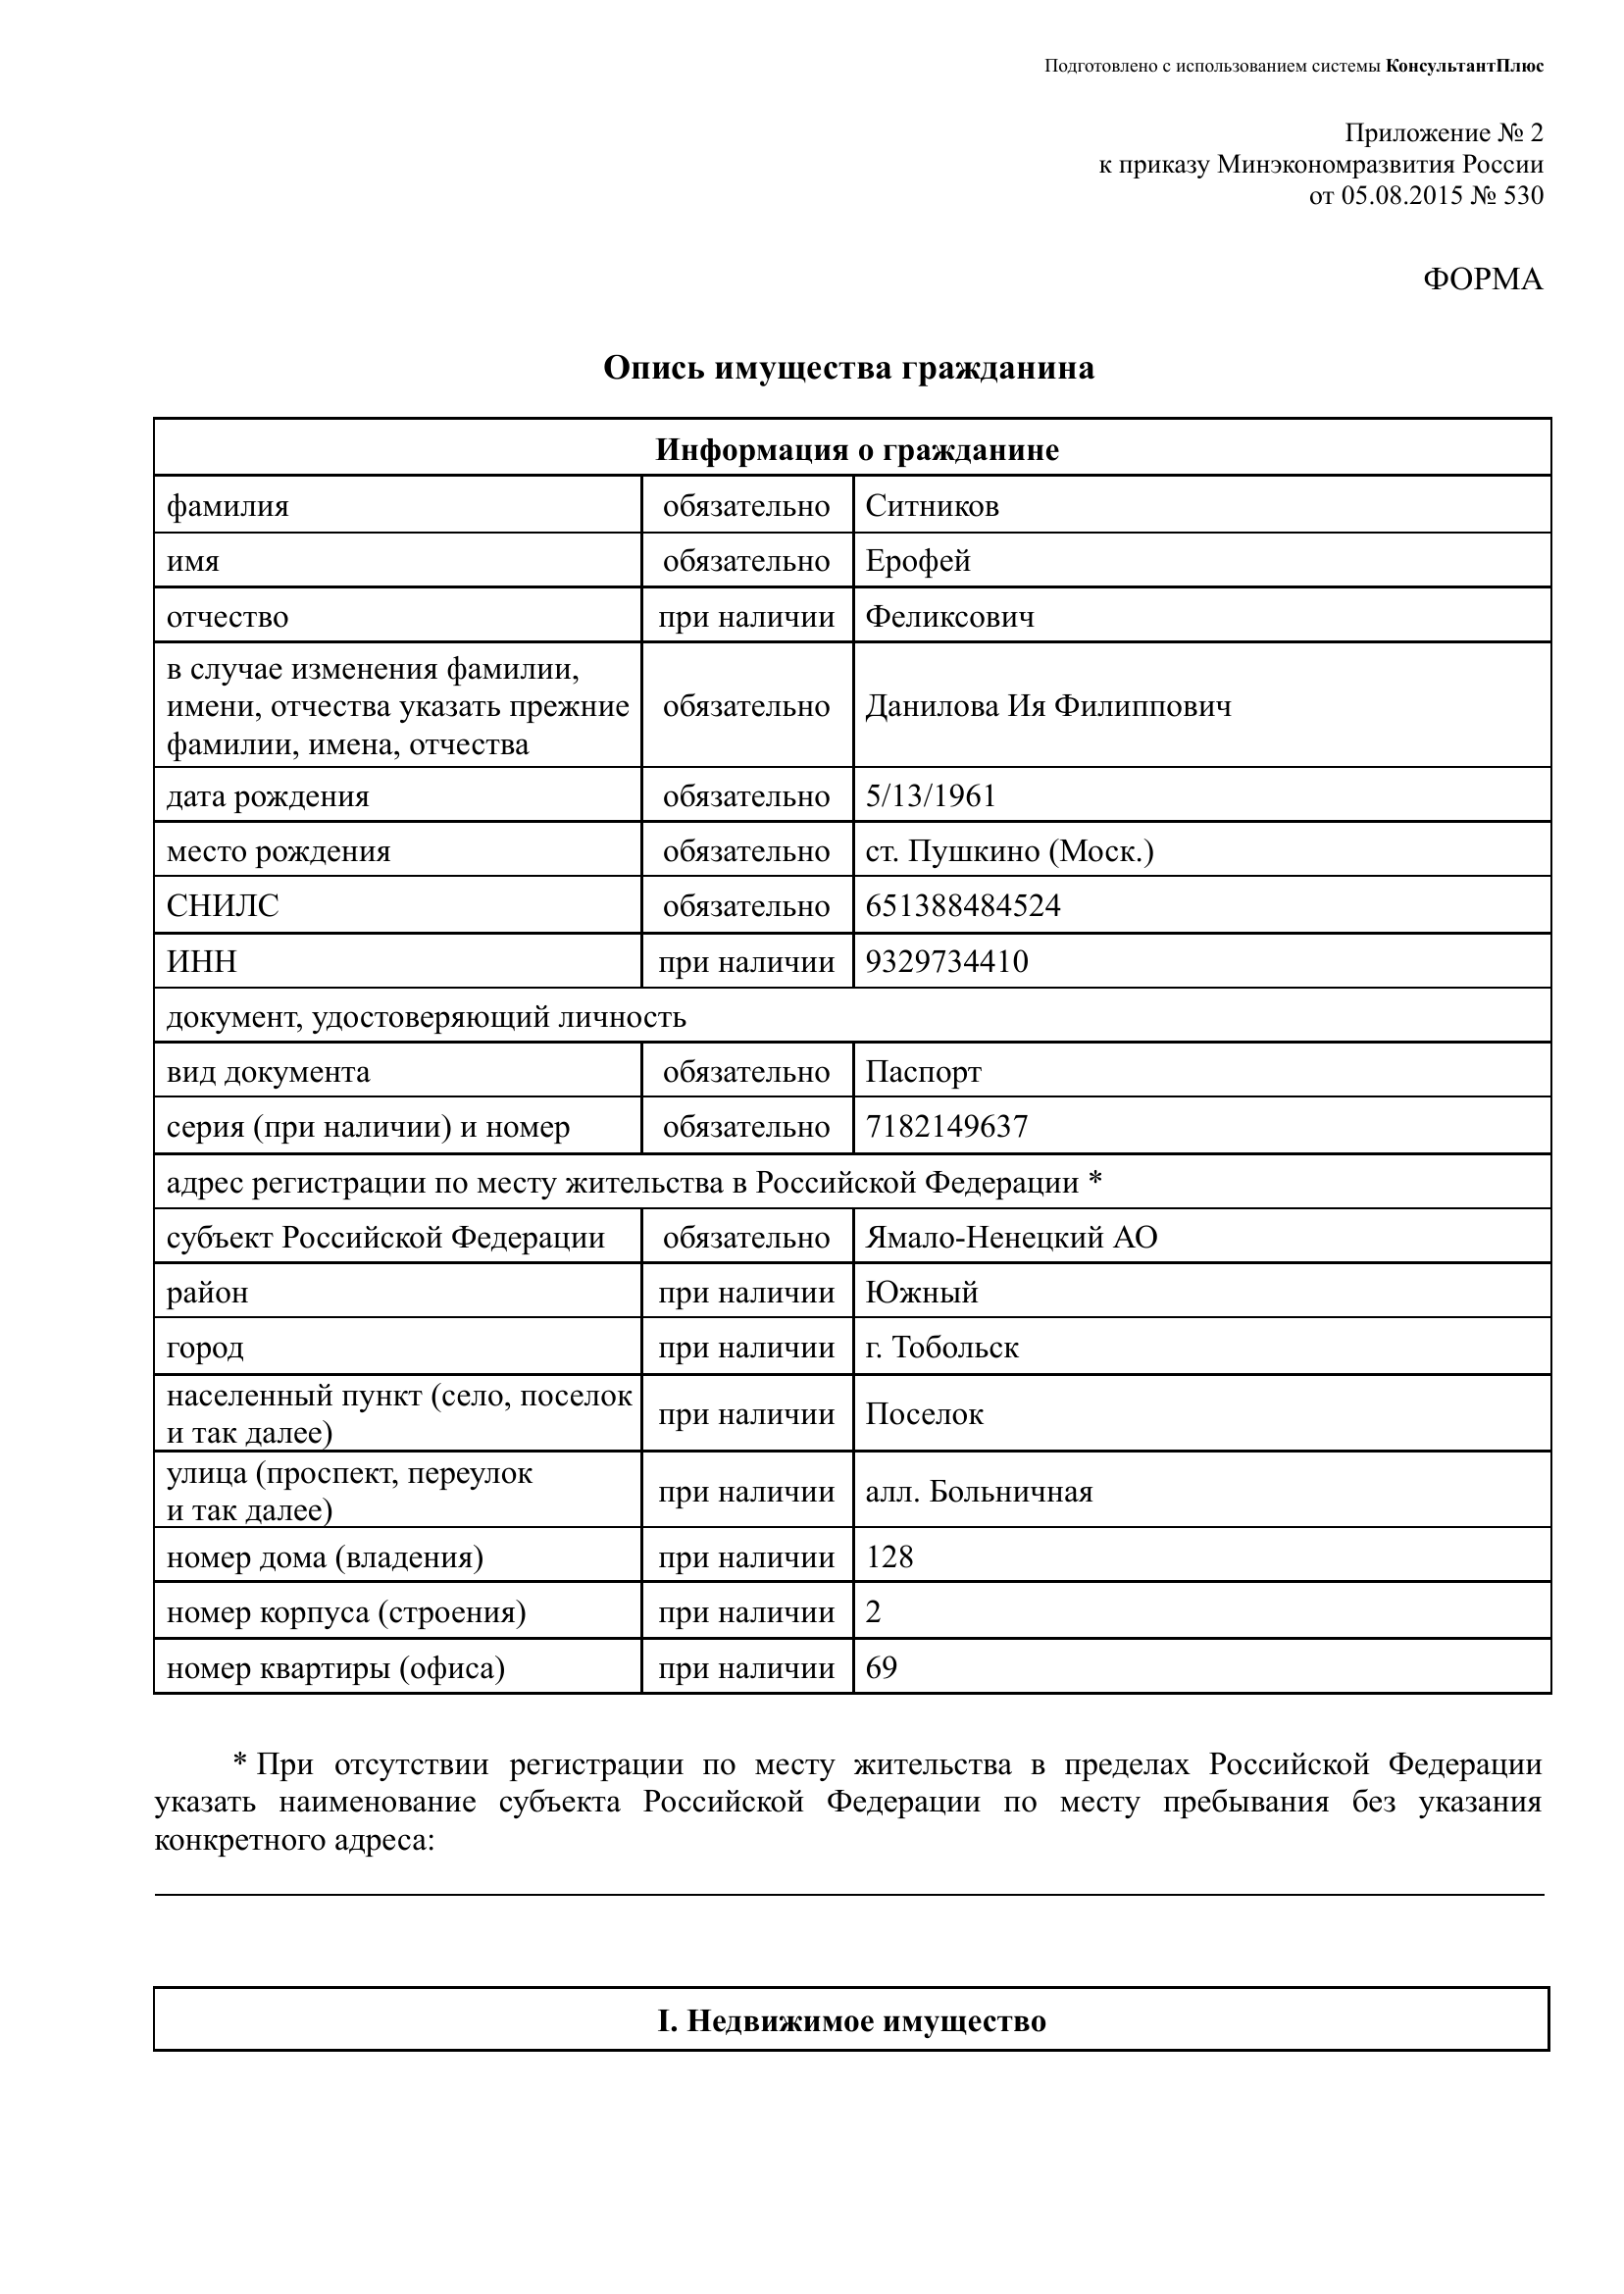 Подготовлено с использованием системы КонсультантПлюс
Приложение № 2
к приказу Минэкономразвития России
от 05.08.2015 № 530
ФОРМА
Опись имущества гражданина
Информация о гражданине
фамилия обязательно Ситников
имя обязательно Ерофей
отчество при наличии Феликсович
в случае изменения фамилии,
имени, отчества указать прежние
фамилии, имена, отчества
обязательно Данилова Ия Филиппович
дата рождения обязательно 5/13/1961
место рождения обязательно ст. Пушкино (Моск.)
СНИЛС обязательно 651388484524
ИНН при наличии 9329734410
документ, удостоверяющий личность
вид документа обязательно Паспорт
серия (при наличии) и номер обязательно 7182149637
адрес регистрации по месту жительства в Российской Федерации *
субъект Российской Федерации обязательно Ямало-Ненецкий АО
район при наличии Южный
город при наличии г. Тобольск
населенный пункт (село, поселок
и так далее)
при наличии Поселок
улица (проспект, переулок
и так далее)
при наличии алл. Больничная
номер дома (владения) при наличии 128
номер корпуса (строения) при наличии 2
номер квартиры (офиса) при наличии 69
* При отсутствии регистрации по месту жительства в пределах Российской Федерации
указать наименование субъекта Российской Федерации по месту пребывания без указания
конкретного адреса:
I. Недвижимое имущество